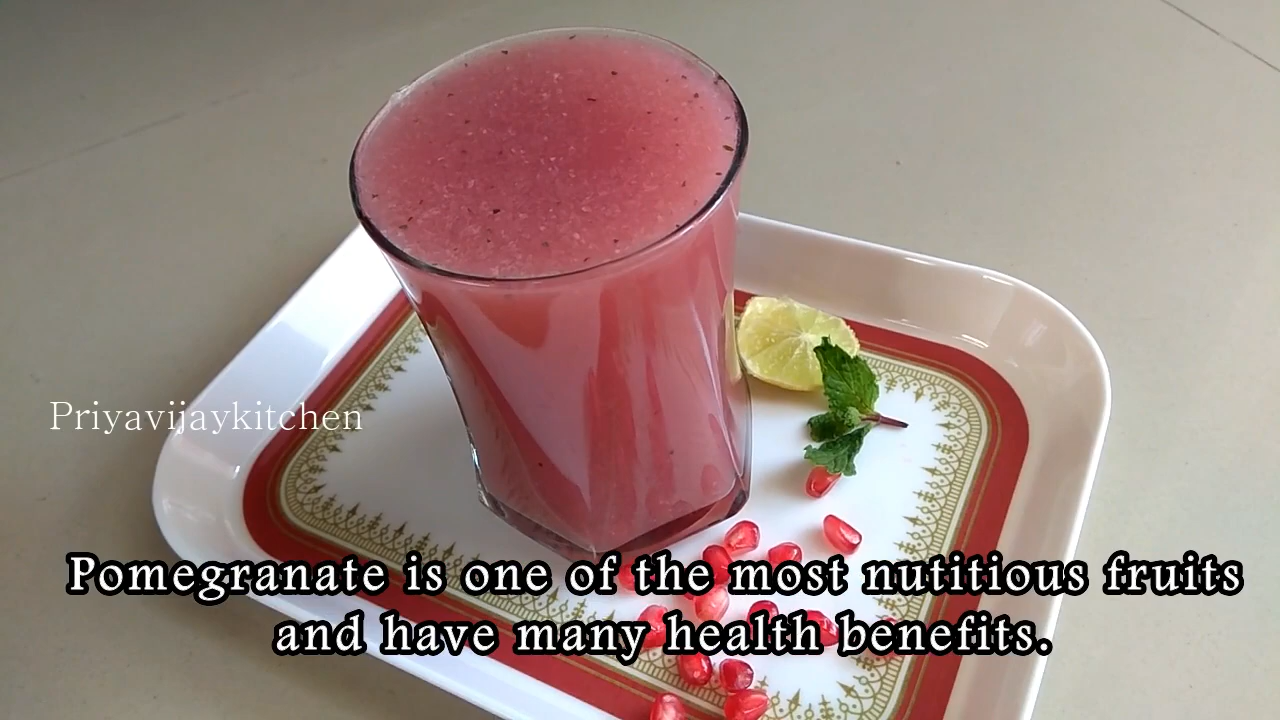 Priyavijaykitchen
Pomegranate is one of the most nutitious fruits
and have many health benefits.